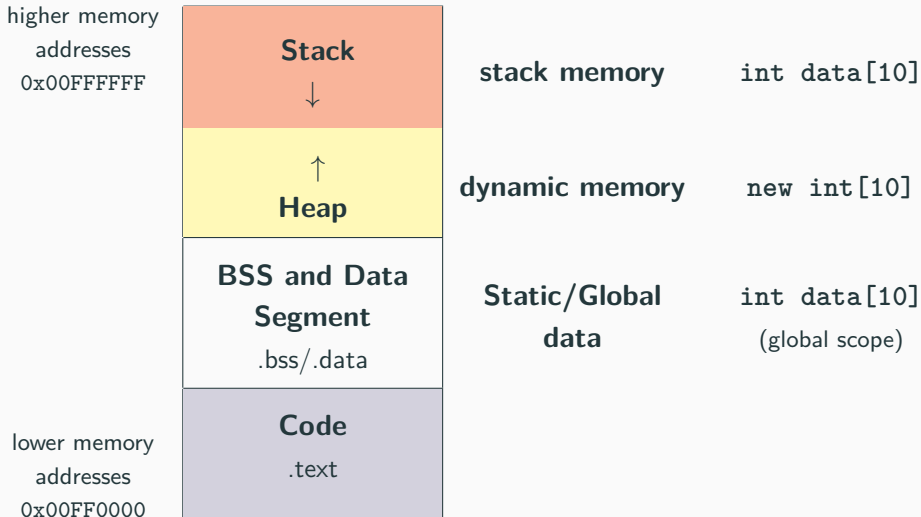 higher memory
addresses
0x00FFFFFF
Stack
↓
stack memory
int data[10]
↑
Heap
dynamic memory
new int[10]
BSS and Data
Segment
.bss/.data
Static/Global
data
int data[10]
(global scope)
Code
.text
lower memory
addresses
0x00FF0000